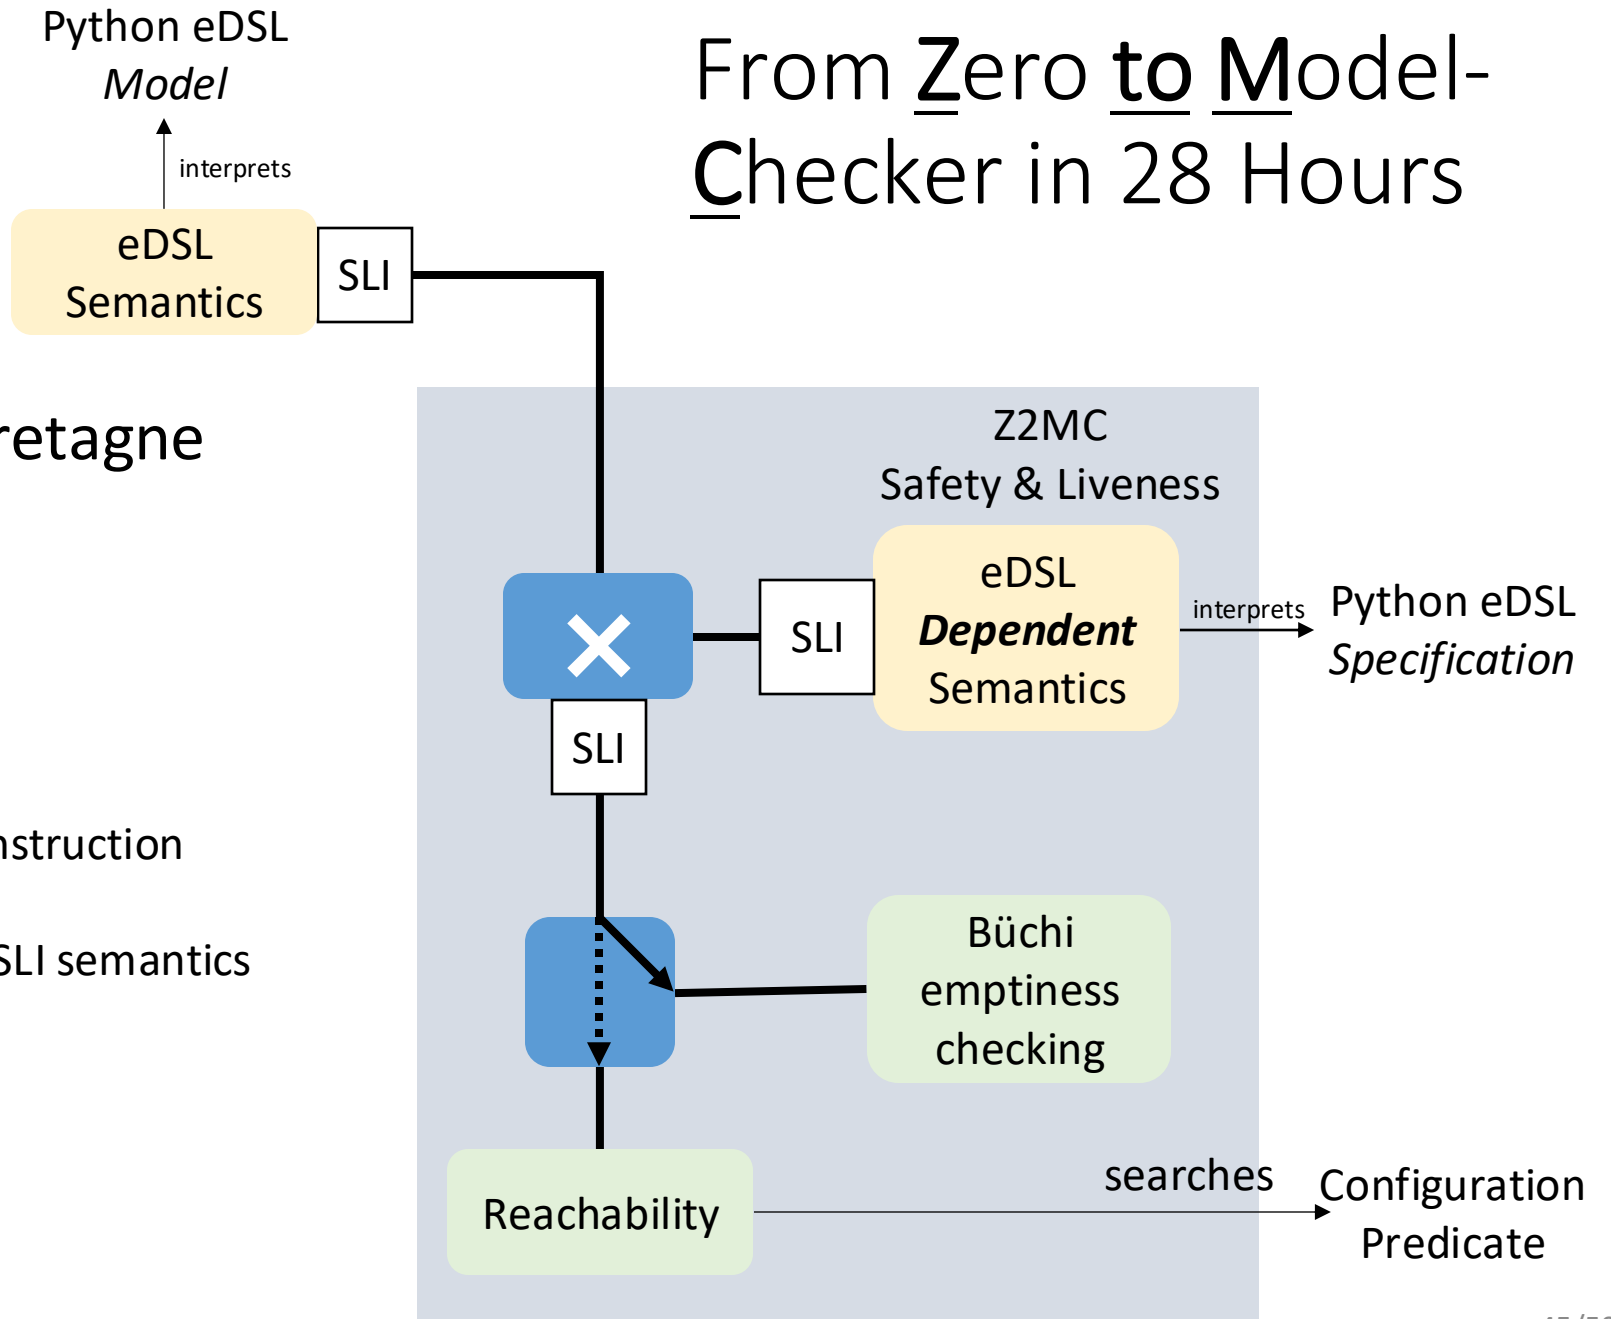 Python eDSL
Model
interprets
From Zero to Model-
Checker in 28 Hours
eDSL
Semantics
SLI
retagne
Z2MC
Safety & Liveness
eDSL
Dependent
Semantics
SLI
interprets
Python eDSL
Specification
SLI
nstruction
SLI semantics
Büchi
emptiness
checking
Reachability
searches
Configuration
Predicate